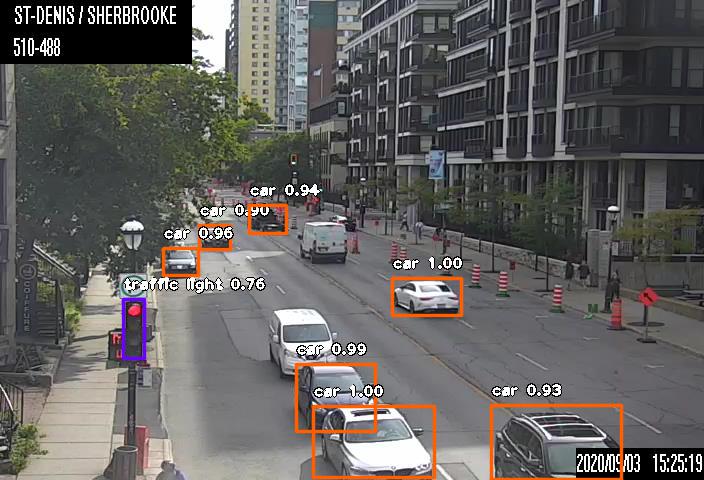 ST-DENIS / SHERBROOKE
510-488
car 0.94
car 0.90
car 0.96
car 1.00
traffic light 0.76
car 0.99
car 1.00
car 0.93
COIFFURE
2020/09/03 15:25:19